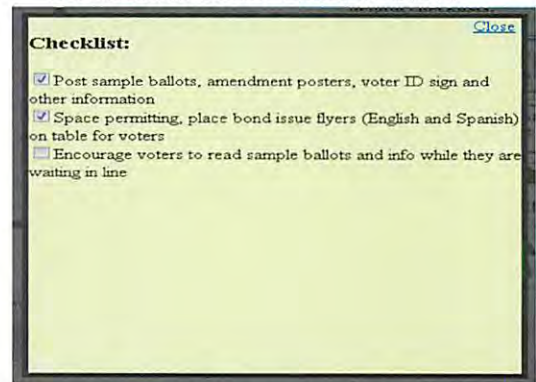 Close
Checklist:
Post sample ballots, amendment posters, voter ID sign and
other information
Space permitting, place bond issue flyers (English and Spanish)
on table for voters
Encourage voters to read sample ballots and info while they are
waiting in line